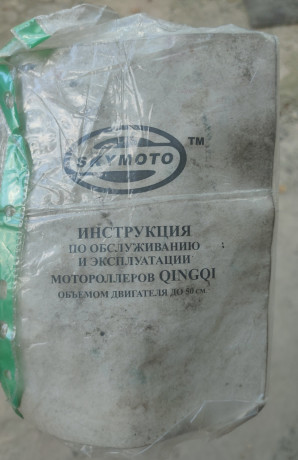 SKYMOTO TM
ИНСТРУКЦИЯ
ПО ОБСЛУЖИВАНИЮ
И ЭКСПЛУАТАЦИИ
МОТОРОЛЛЕРОВ QINGQI
ОБЪЕМОМ ДВИГАТЕЛЯ ДО 50 см.